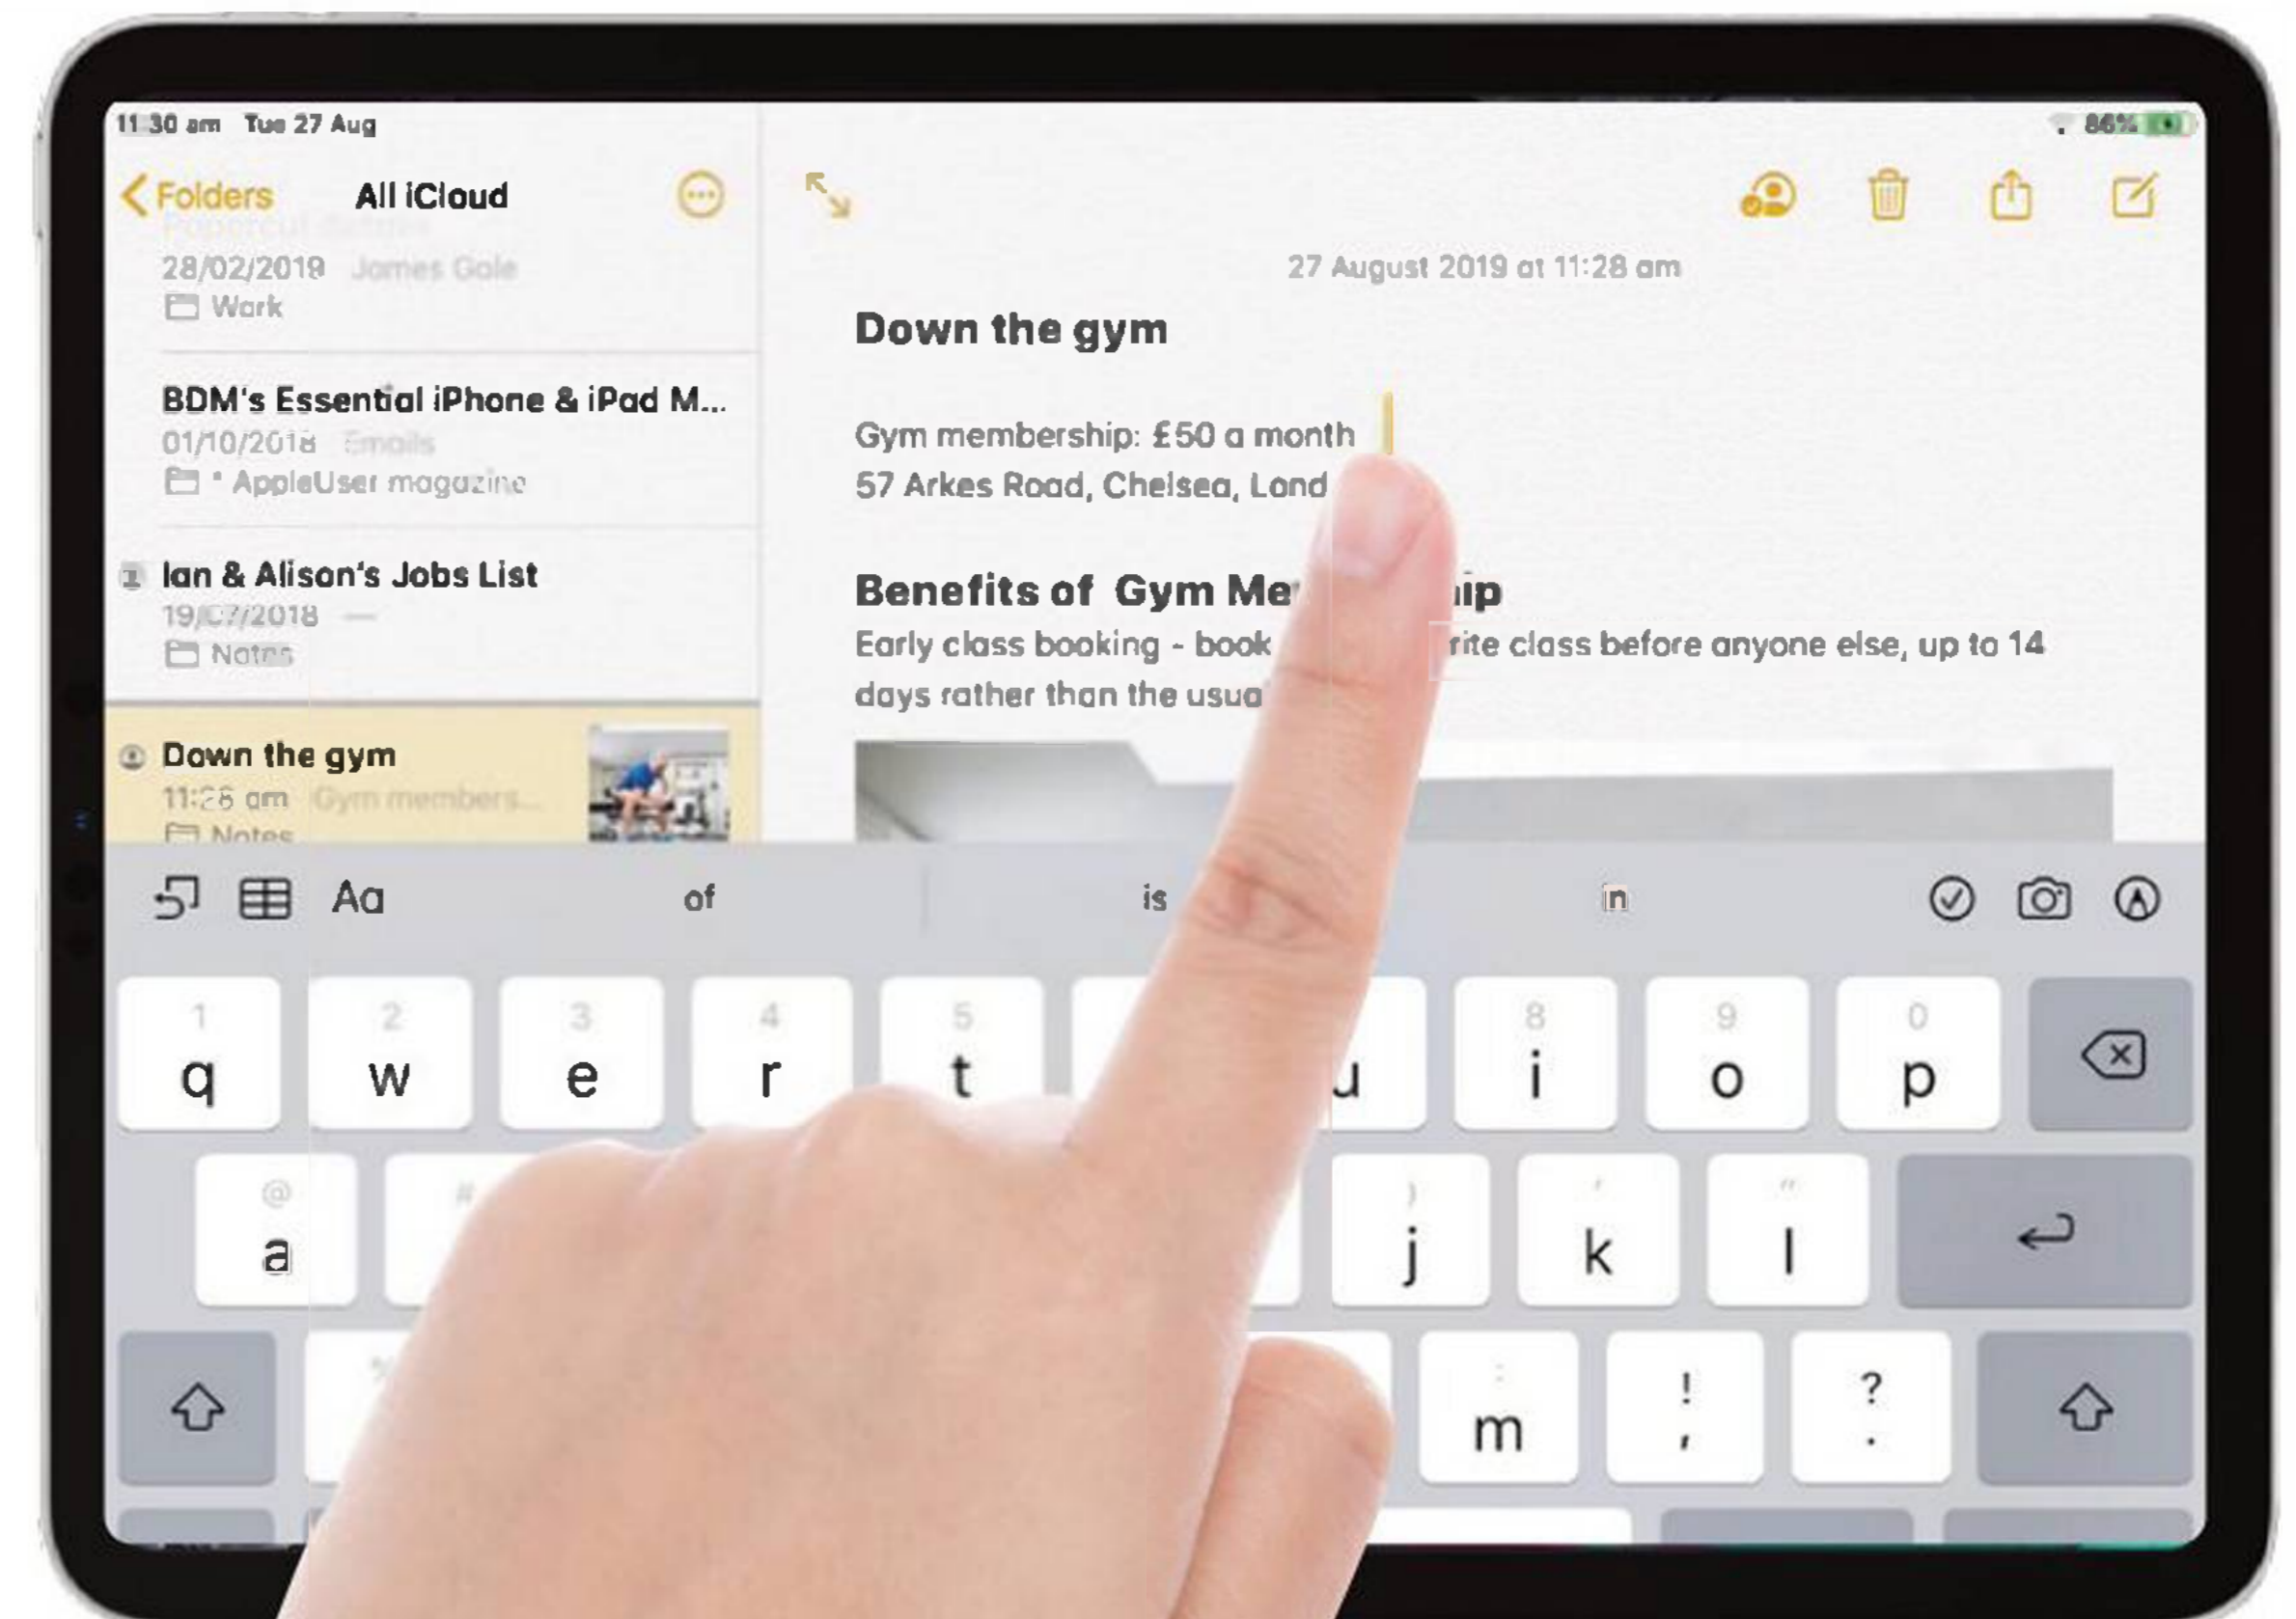 11:30 am Tue 27 Aug
86%
Folders
All iCloud
28/02/2019 James Gale
Work
BDM's Essential iPhone & iPad M...
01/10/2018 Emails
* AppleUser magazine
Ian & Alison's Jobs List
19/07/2018 —
Notes
Down the gym
11:28 am Gym members...
Notes
27 August 2019 at 11:28 am
Down the gym
Gym membership: £50 a month
57 Arkes Road, Chelsea, Lond
Benefits of Gym Me ip
Early class booking - book rite class before anyone else, up to 14
days rather than the usua
Aa of is in
1 2 3 4 5 8 9 0
q w e r t u i o p
@ # ) ' "
a j k l
% : ! ?
m , .